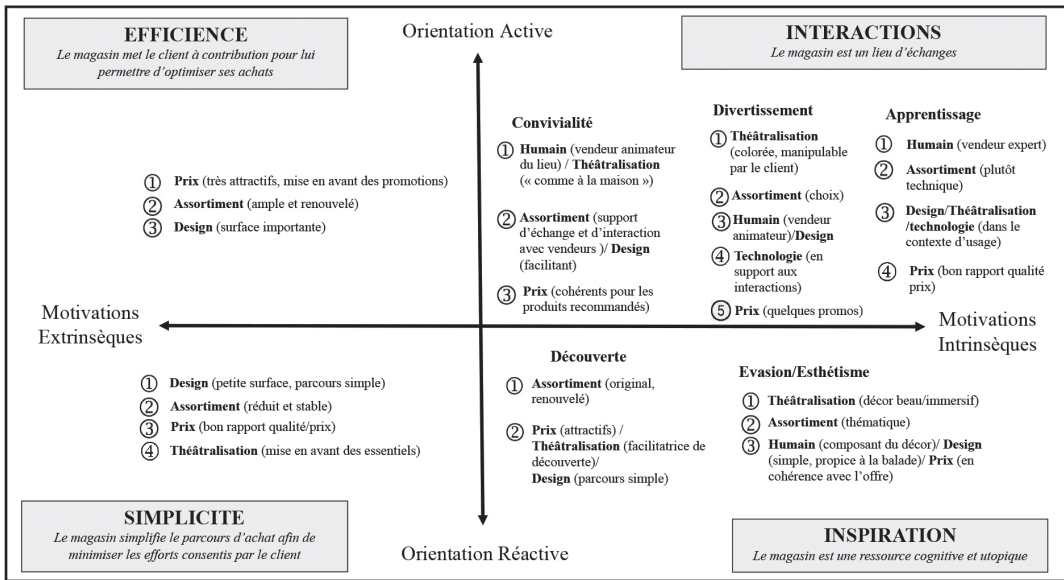 EFFICIENCE
Le magasin met le client à contribution pour lui
permettre d'optimiser ses achats
Orientation Active
INTERACTIONS
Le magasin est un lieu d'échanges
① Prix (très attractifs, mise en avant des promotions)
② Assortiment (ample et renouvelé)
③ Design (surface importante)
Convivialité
① Humain (vendeur animateur
du lieu) / Théâtralisation
(« comme à la maison »)
② Assortiment (support
d'échange et d'interaction
avec vendeurs )/ Design
(facilitant)
③ Prix (cohérents pour les
produits recommandés)
Divertissement
① Théâtralisation
(colorée, manipulable
par le client)
② Assortiment (choix)
③ Humain (vendeur
animateur)/Design
④ Technologie (en
support aux
interactions)
⑤ Prix (quelques promos)
Apprentissage
① Humain (vendeur expert)
② Assortiment (plutôt
technique)
③ Design/Théâtralisation
/technologie (dans le
contexte d'usage)
④ Prix (bon rapport qualité
prix)
Motivations
Extrinsèques
Motivations
Intrinsèques
① Design (petite surface, parcours simple)
② Assortiment (réduit et stable)
③ Prix (bon rapport qualité/prix)
④ Théâtralisation (mise en avant des essentiels)
Découverte
① Assortiment (original,
renouvelé)
② Prix (attractifs) /
Théâtralisation (facilitatrice de
découverte)/
Design (parcours simple)
Evasion/Esthétisme
① Théâtralisation (décor beau/immersif)
② Assortiment (thématique)
③ Humain (composant du décor)/ Design
(simple, propice à la balade)/ Prix (en
cohérence avec l'offre)
SIMPLICITE
Le magasin simplifie le parcours d'achat afin de
minimiser les efforts consentis par le client
Orientation Réactive
INSPIRATION
Le magasin est une ressource cognitive et utopique